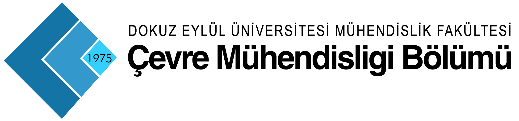 DOKUZ EYLÜL ÜNİVERSİTESİ MÜHENDİSLİK FAKÜLTESİ
1975
Çevre Mühendisligi Bölümü